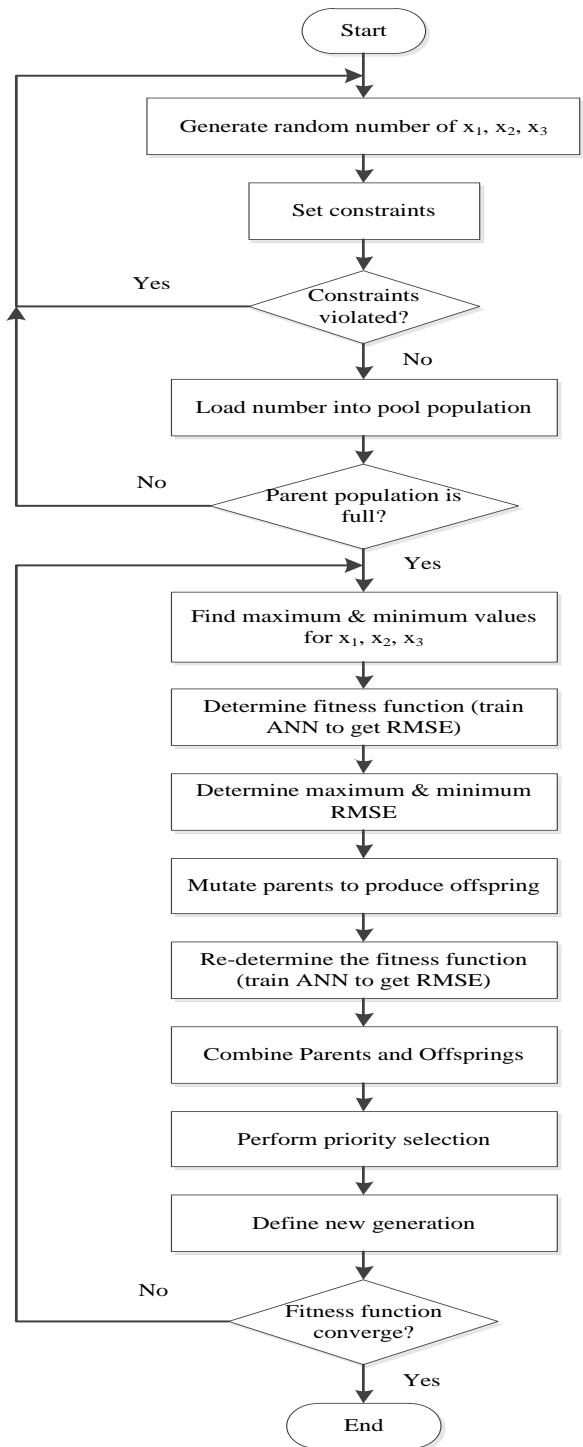 Start
Generate random number of x₁, x₂, x₃
Set constraints
Yes
Constraints
violated?
No
Load number into pool population
No
Parent population is
full?
Yes
Find maximum & minimum values
for x₁, x₂, x₃
Determine fitness function (train
ANN to get RMSE)
Determine maximum & minimum
RMSE
Mutate parents to produce offspring
Re-determine the fitness function
(train ANN to get RMSE)
Combine Parents and Offsprings
Perform priority selection
Define new generation
No
Fitness function
converge?
Yes
End